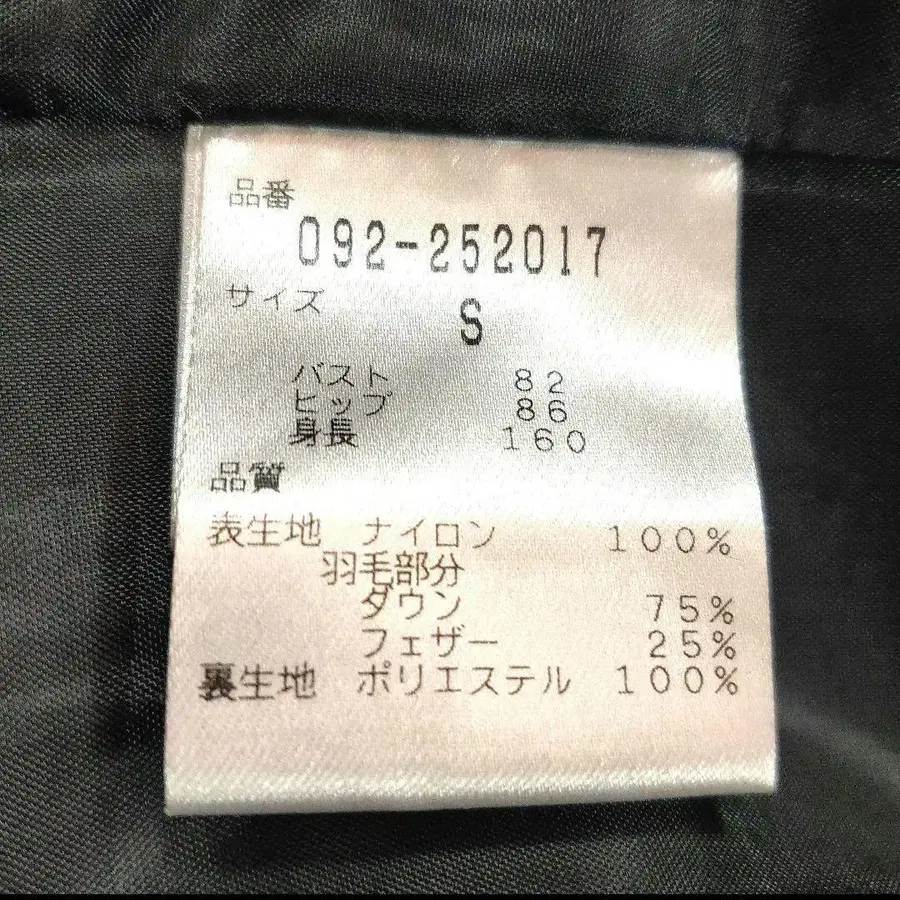 品番
092-252017
サイズ
S
バスト 82
ヒップ 86
身長 160
品質
表生地 ナイロン 100%
羽毛部分
ダウン 75%
フェザー 25%
裏生地 ポリエステル 100%